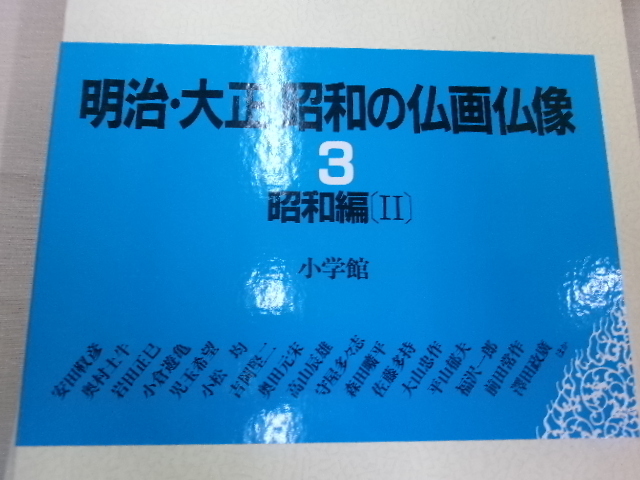 明治・大正・昭和の仏画仏像
3
昭和編〔II〕
小学館
安田靫彦
奥村土牛
岩田正巳
小倉遊亀
児玉希望
小松 均
吉岡堅二
奥田元宋
高山辰雄
守屋多々志
森田曠平
佐藤多持
大山忠作
平山郁夫
福沢一郎
前田常作
澤田政廣
ほか